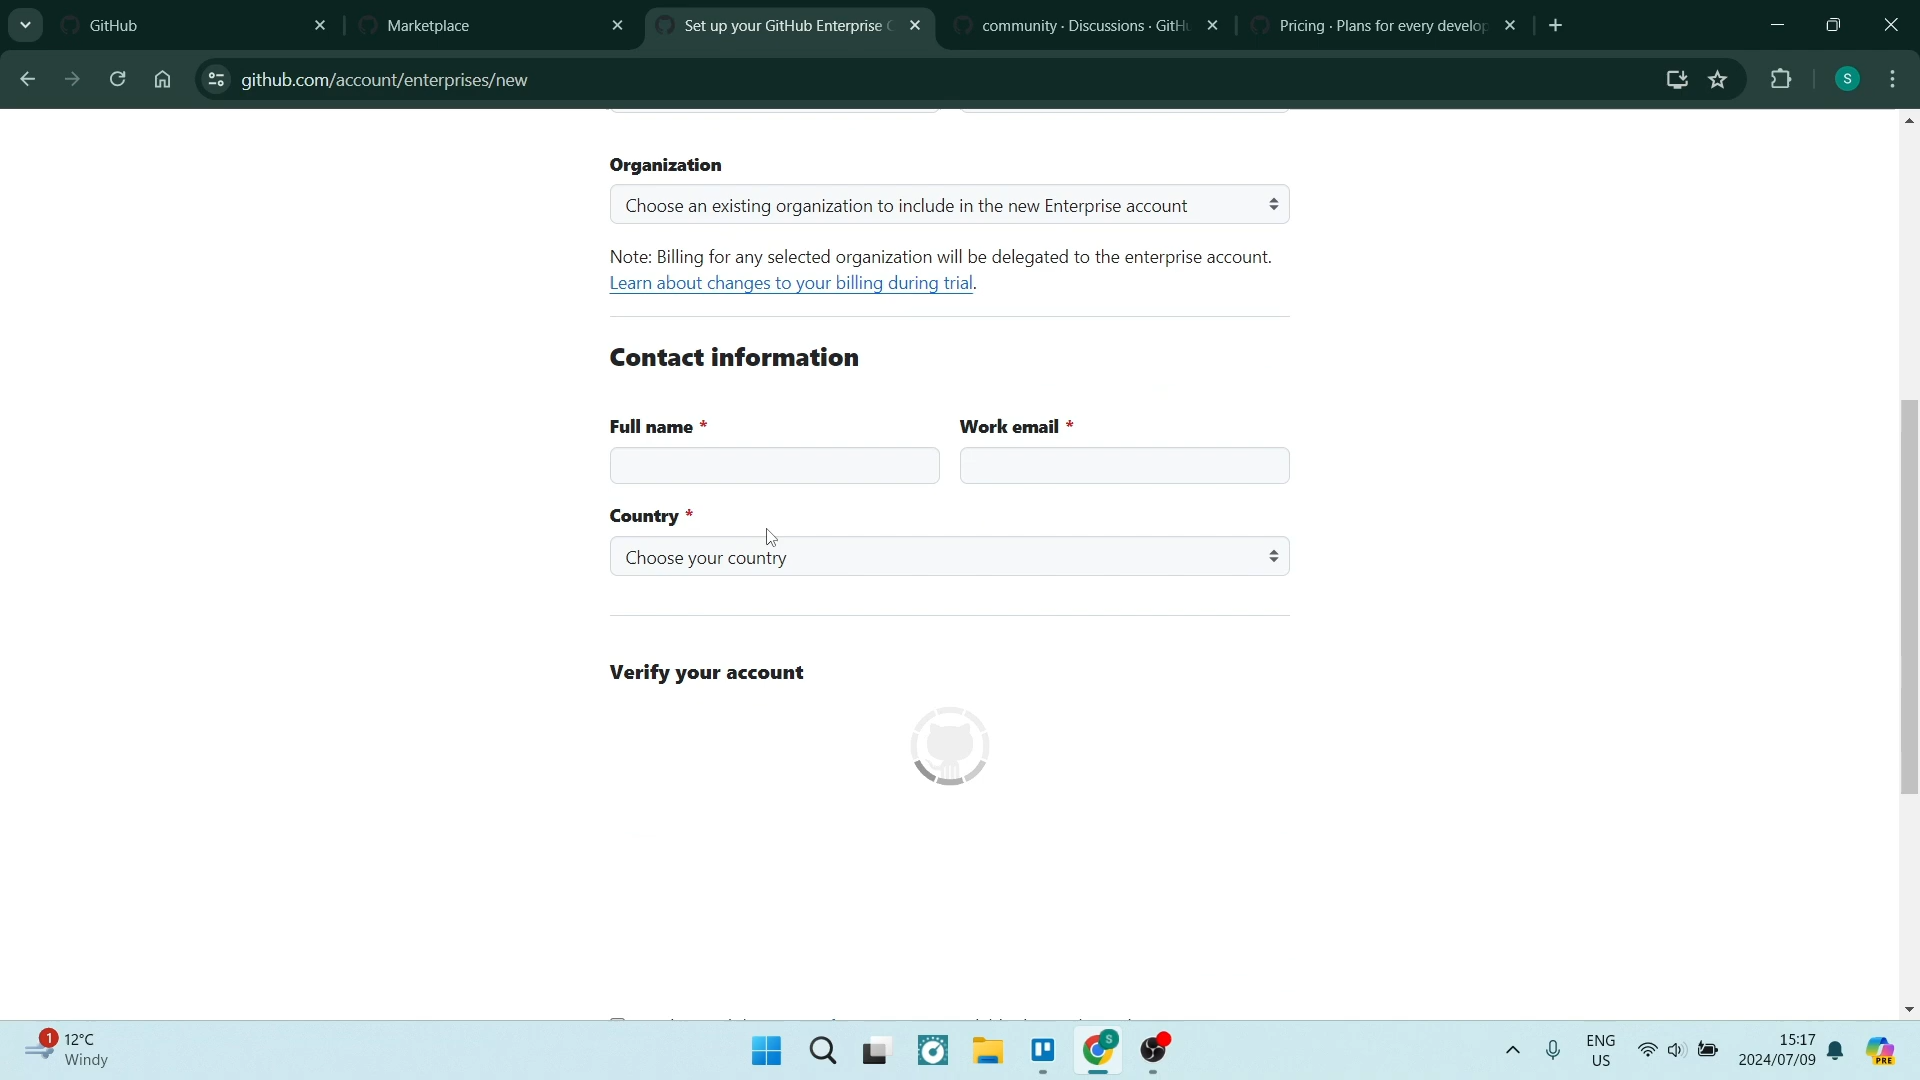 GitHub
Marketplace
Set up your GitHub Enterprise C
community · Discussions · GitHu
Pricing · Plans for every develop
github.com/account/enterprises/new
S
Organization
Choose an existing organization to include in the new Enterprise account
Note: Billing for any selected organization will be delegated to the enterprise account.
Learn about changes to your billing during trial.
Contact information
Full name *
Work email *
Country *
Choose your country
Verify your account
1
12°C
Windy
S
ENG
US
15:17
2024/07/09
PRE